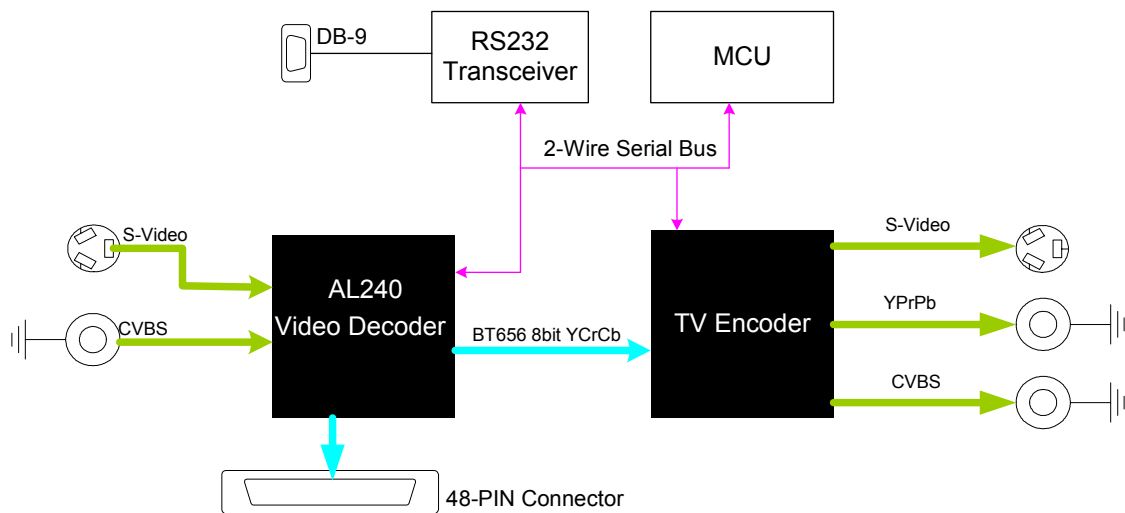 DB-9
RS232
Transceiver
MCU
2-Wire Serial Bus
S-Video
S-Video
AL240
Video Decoder
CVBS
BT656 8bit YCrCb
TV Encoder
YPrPb
CVBS
48-PIN Connector